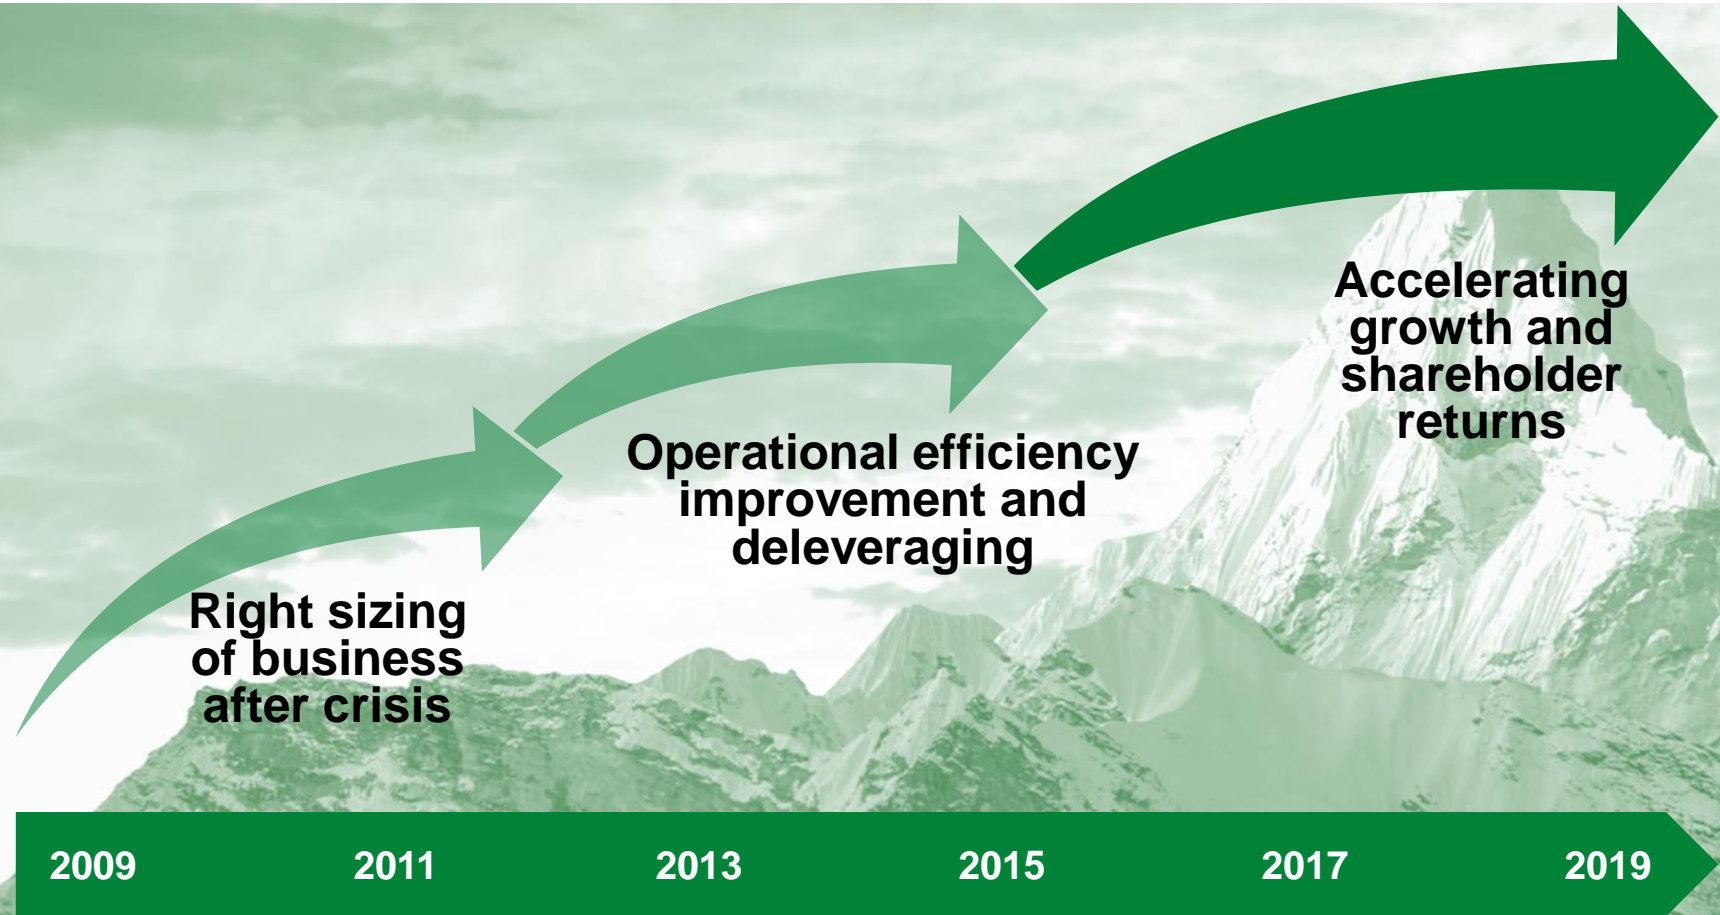 Accelerating
growth and
shareholder
returns
Operational efficiency
improvement and
deleveraging
Right sizing
of business
after crisis
2009 2011 2013 2015 2017 2019